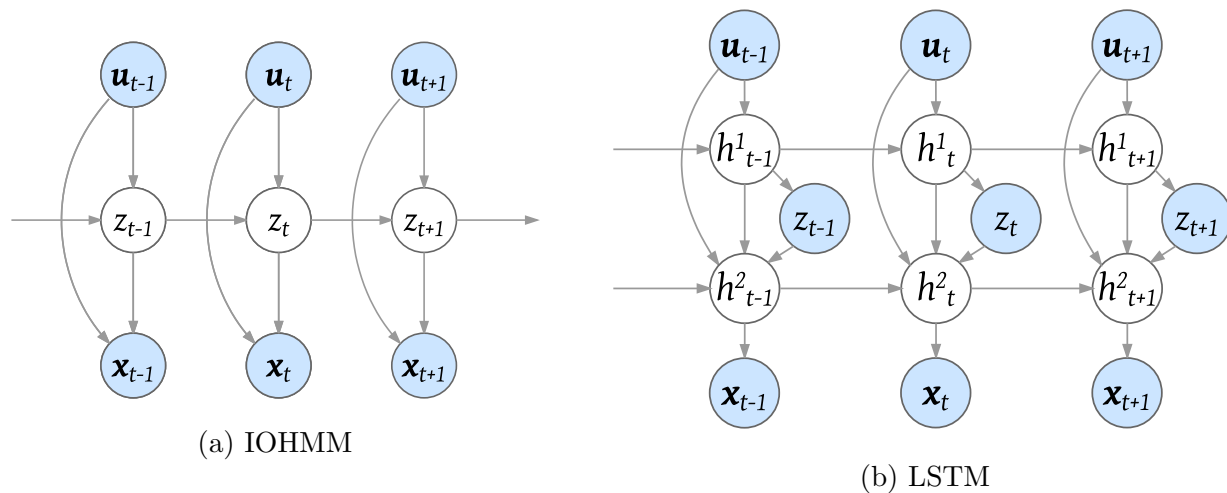 u_{t-1} u_t u_{t+1}
z_{t-1} z_t z_{t+1}
x_{t-1} x_t x_{t+1}
(a) IOHMM
u_{t-1} u_t u_{t+1}
h^1_{t-1} h^1_t h^1_{t+1}
z_{t-1} z_t z_{t+1}
h^2_{t-1} h^2_t h^2_{t+1}
x_{t-1} x_t x_{t+1}
(b) LSTM